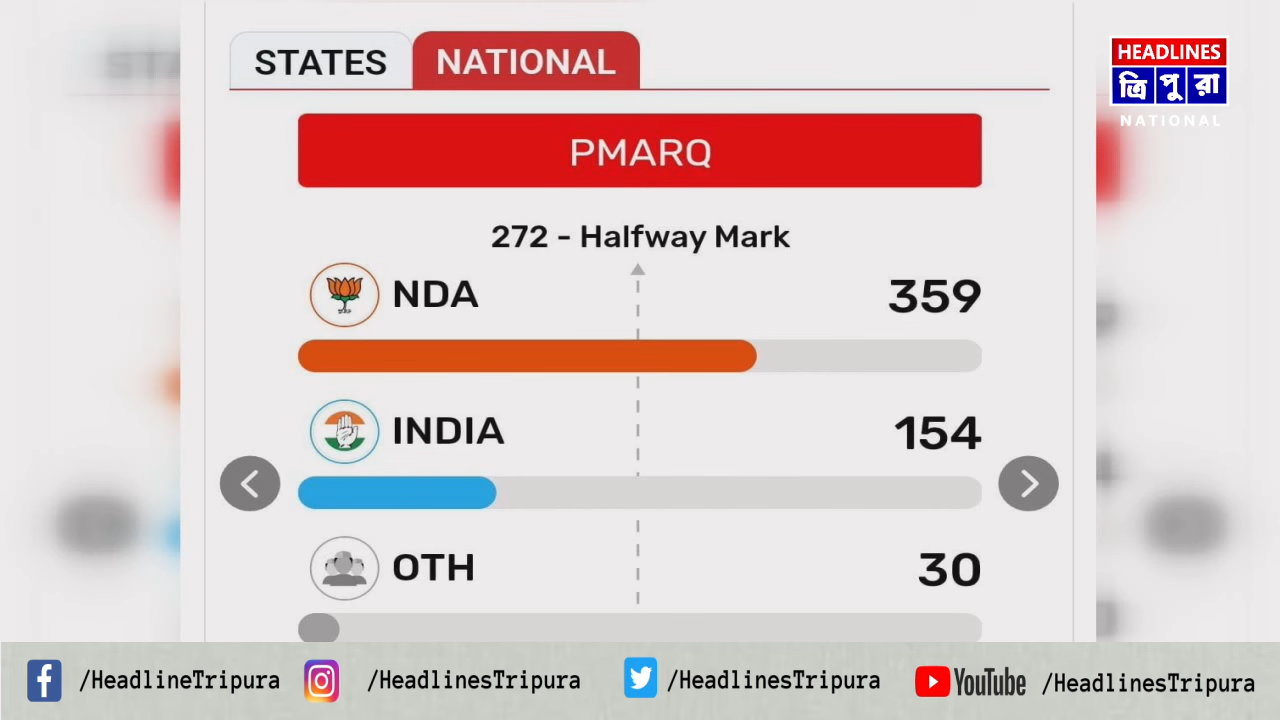 STATES
NATIONAL
HEADLINES
ত্রিপুরা
NATIONAL
PMARQ
272 - Halfway Mark
NDA 359
INDIA 154
OTH 30
/HeadlineTripura
/HeadlinesTripura
/HeadlinesTripura
YouTube /HeadlinesTripura